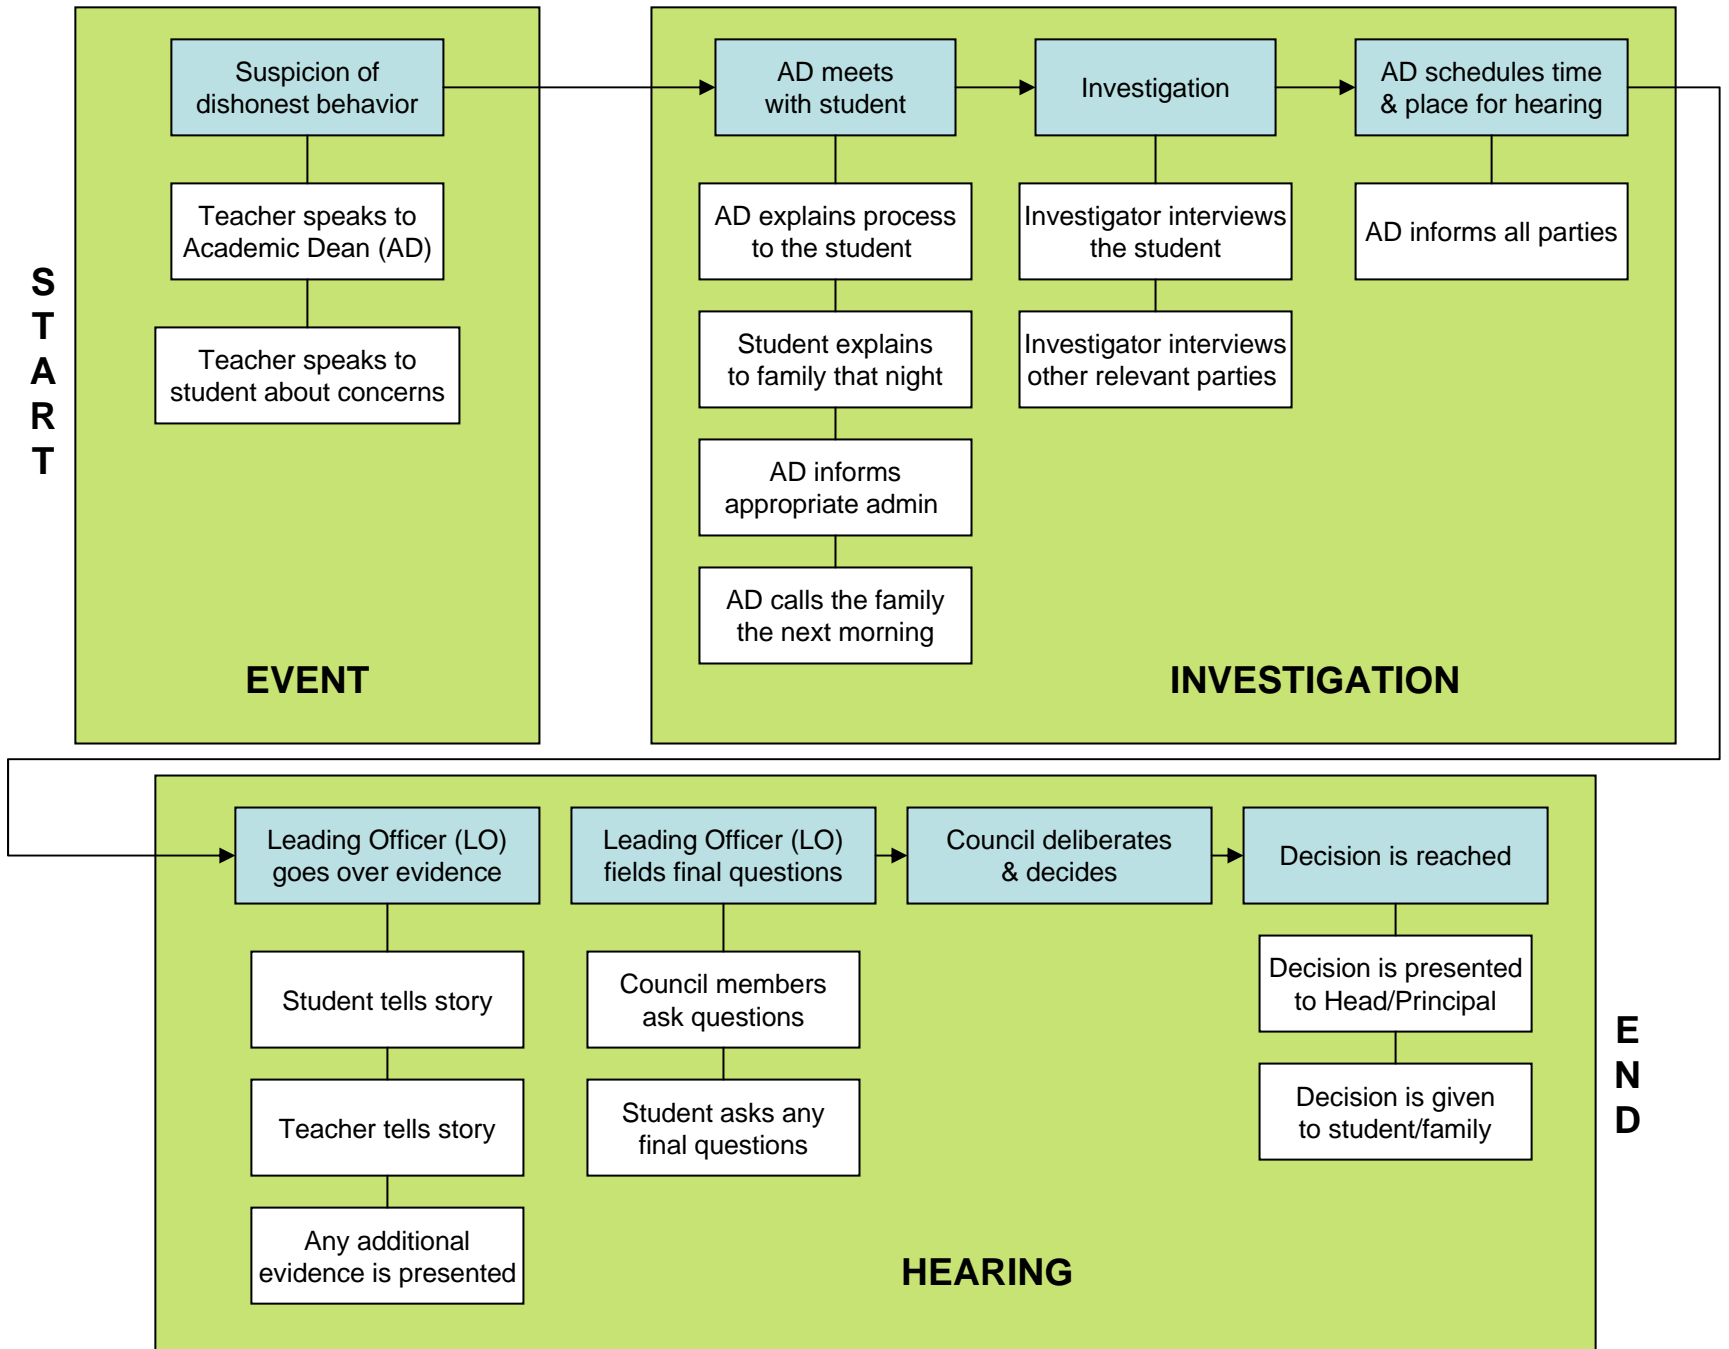 START
Suspicion of
dishonest behavior
Teacher speaks to
Academic Dean (AD)
Teacher speaks to
student about concerns
EVENT
AD meets
with student
AD explains process
to the student
Student explains
to family that night
AD informs
appropriate admin
AD calls the family
the next morning
Investigation
Investigator interviews
the student
Investigator interviews
other relevant parties
AD schedules time
& place for hearing
AD informs all parties
INVESTIGATION
Leading Officer (LO)
goes over evidence
Student tells story
Teacher tells story
Any additional
evidence is presented
Leading Officer (LO)
fields final questions
Council members
ask questions
Student asks any
final questions
Council deliberates
& decides
Decision is reached
Decision is presented
to Head/Principal
Decision is given
to student/family
HEARING
END